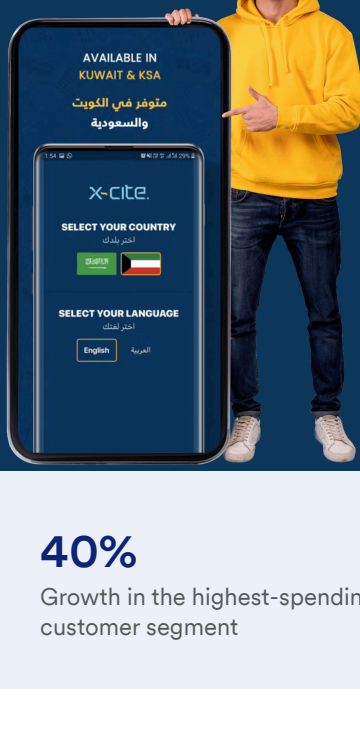 AVAILABLE IN
KUWAIT & KSA
متوفر في الكويت
والسعودية
1:54
29%
x-cite.
SELECT YOUR COUNTRY
اختر بلدك
SELECT YOUR LANGUAGE
اختر لغتك
English العربية
40%
Growth in the highest-spendin
customer segment